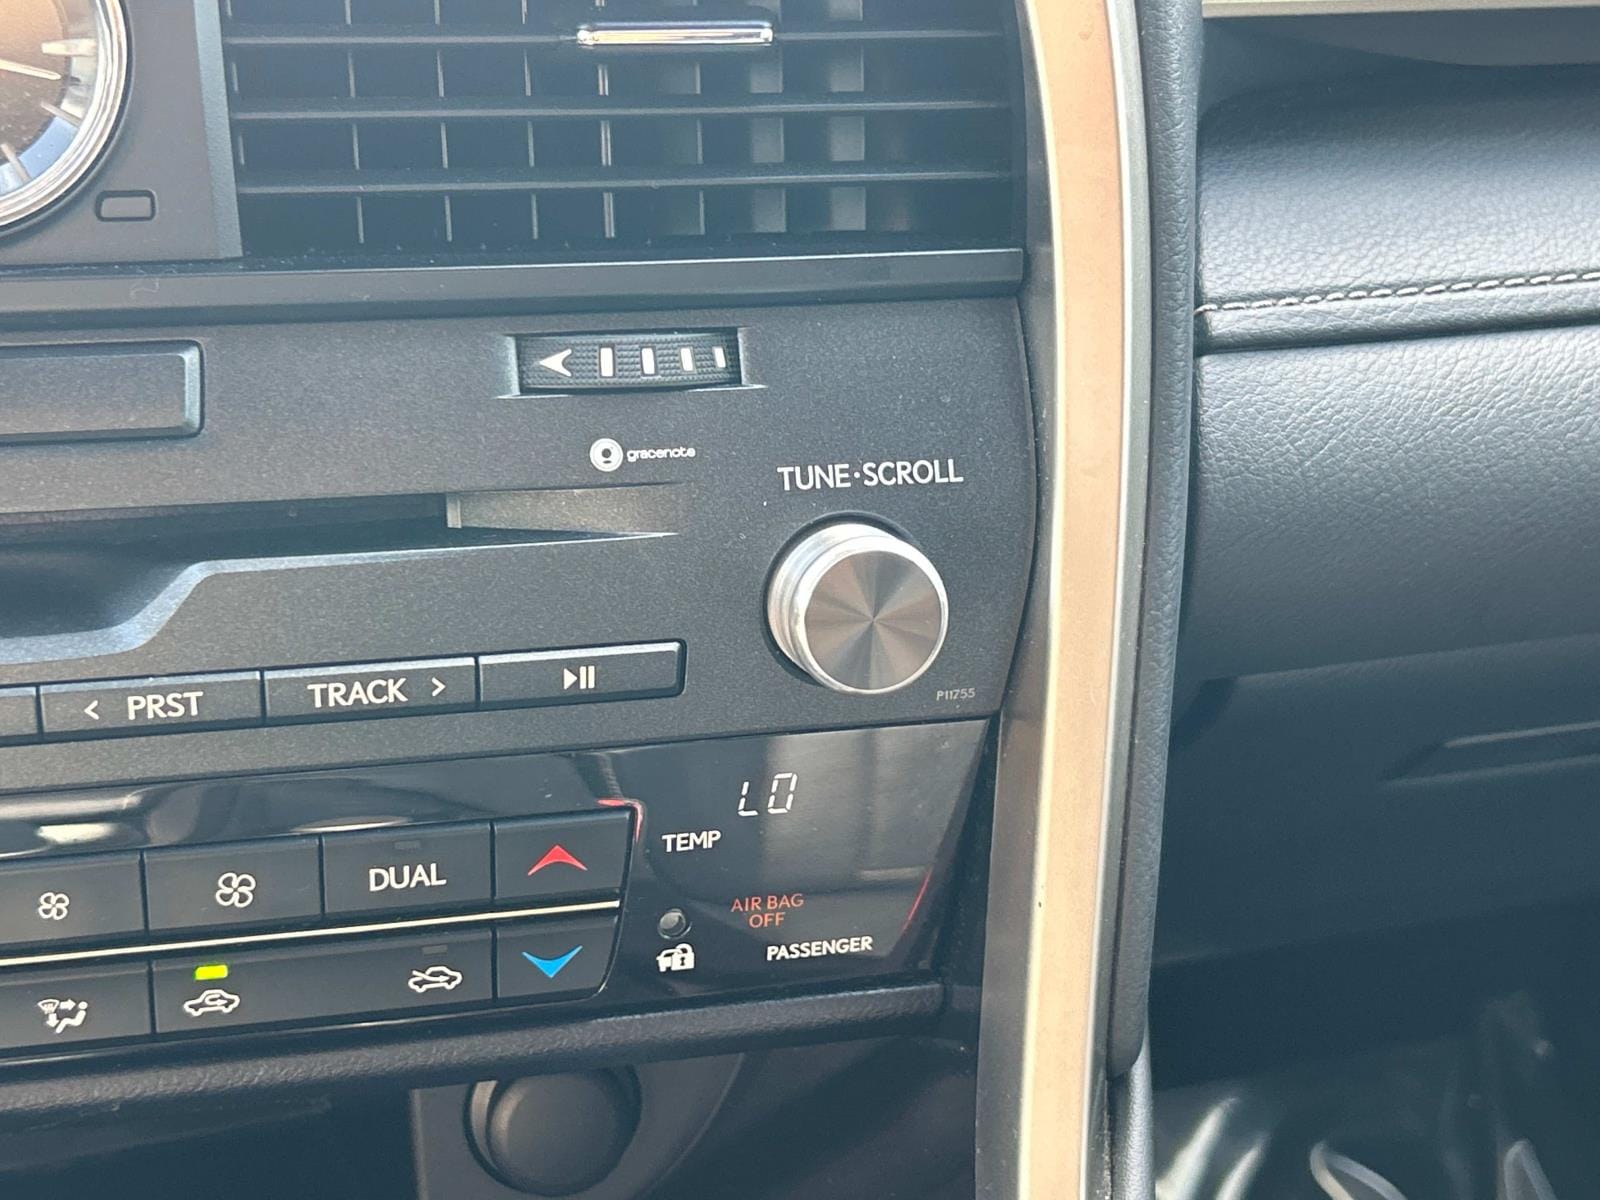 gracenote
TUNE·SCROLL
< PRST
TRACK >
P11755
LO
TEMP
DUAL
AIR BAG
OFF
PASSENGER